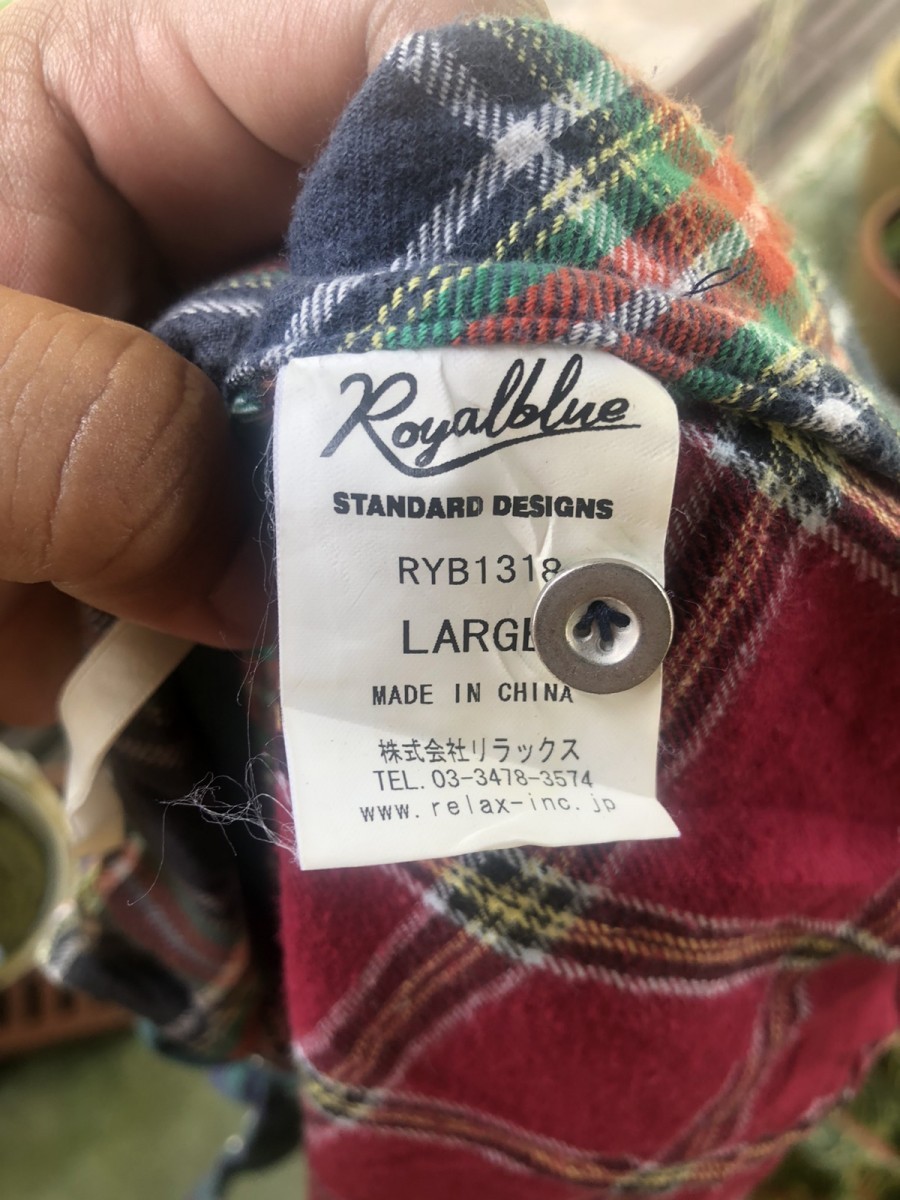 Royalblue
STANDARD DESIGNS
RYB1318
LARGE
MADE IN CHINA
株式会社リラックス
TEL. 03-3478-3574
www.relax-inc.jp